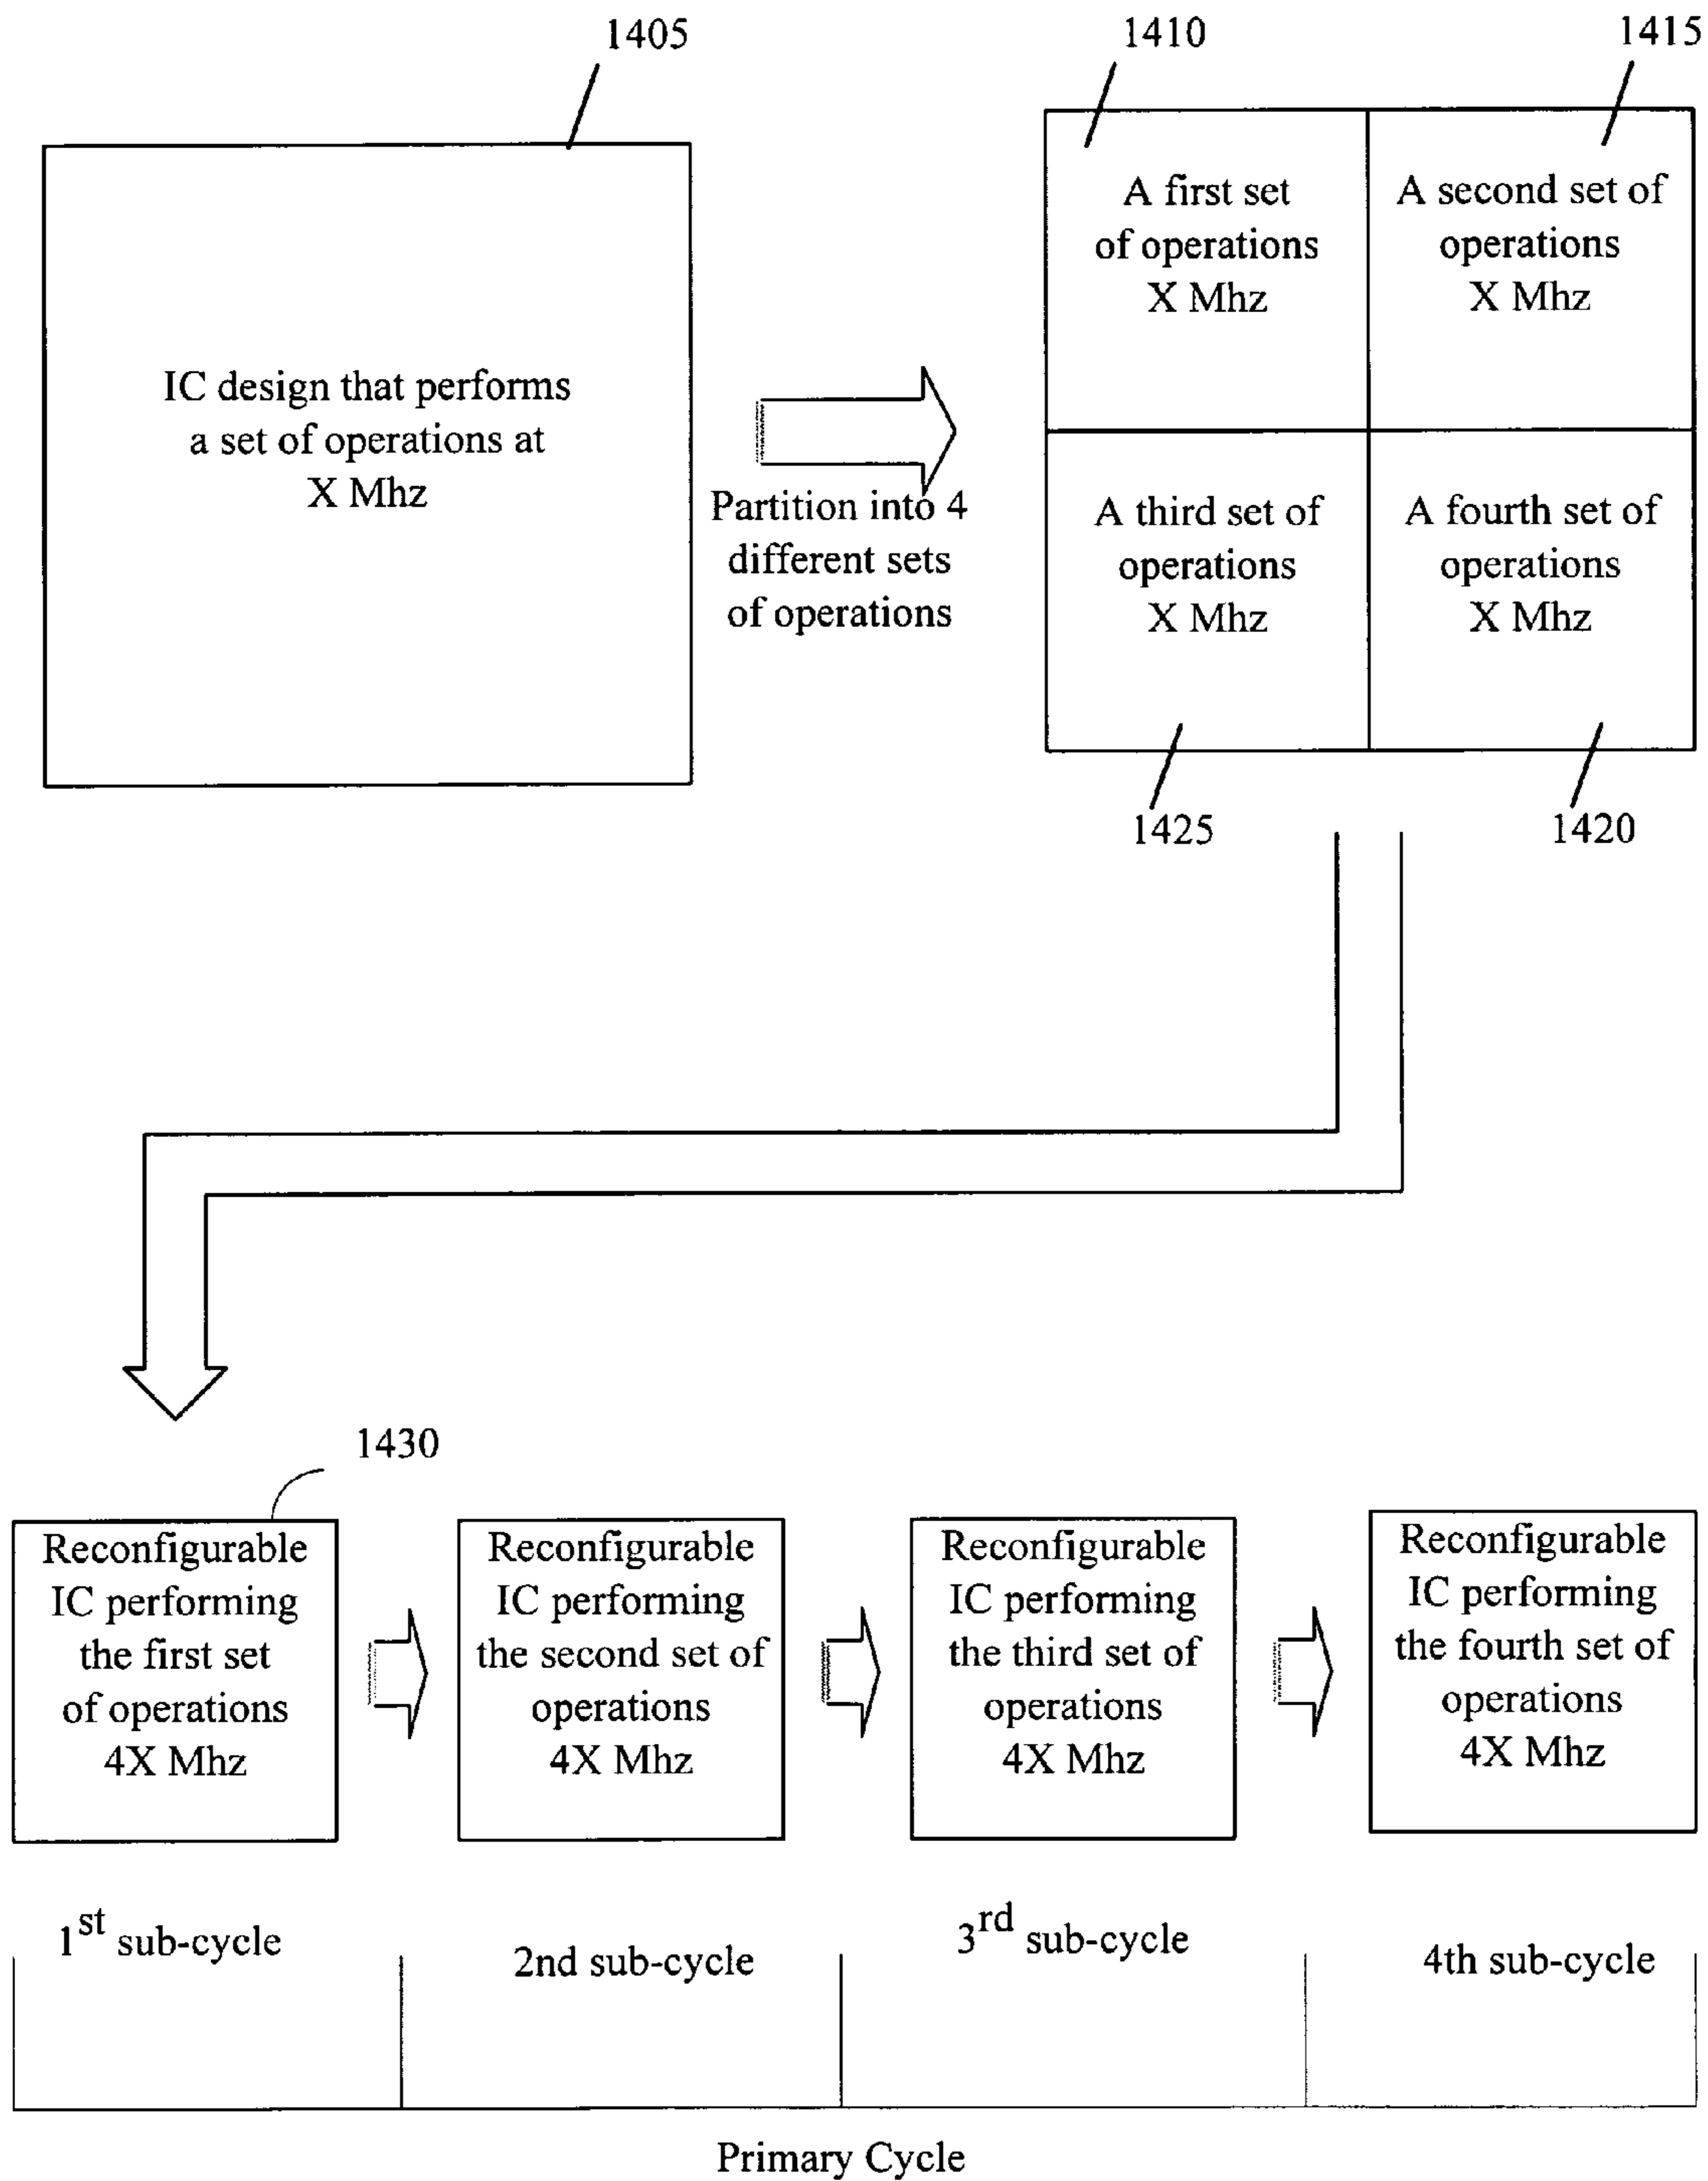 1405
1410
1415
IC design that performs
a set of operations at
X Mhz
Partition into 4
different sets
of operations
A first set
of operations
X Mhz
A second set of
operations
X Mhz
A third set of
operations
X Mhz
A fourth set of
operations
X Mhz
1425
1420
1430
Reconfigurable
IC performing
the first set
of operations
4X Mhz
Reconfigurable
IC performing
the second set of
operations
4X Mhz
Reconfigurable
IC performing
the third set of
operations
4X Mhz
Reconfigurable
IC performing
the fourth set of
operations
4X Mhz
1st sub-cycle
2nd sub-cycle
3rd sub-cycle
4th sub-cycle
Primary Cycle